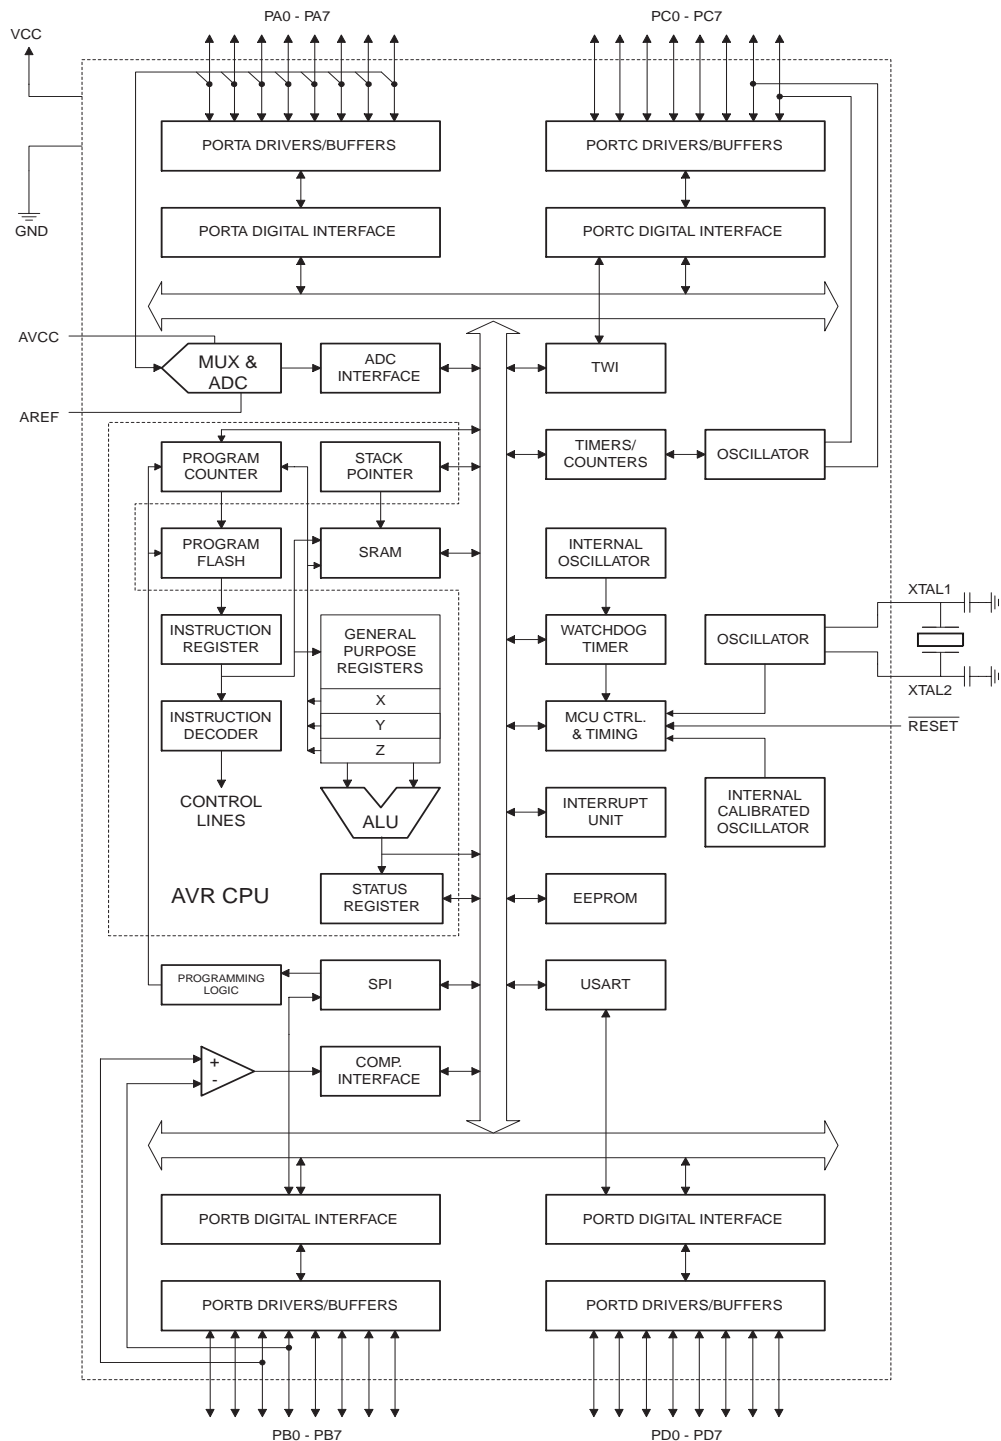 PA0 - PA7
PC0 - PC7
VCC
PORTA DRIVERS/BUFFERS
PORTC DRIVERS/BUFFERS
GND
PORTA DIGITAL INTERFACE
PORTC DIGITAL INTERFACE
AVCC
MUX &
ADC
ADC
INTERFACE
TWI
AREF
PROGRAM
COUNTER
STACK
POINTER
TIMERS/
COUNTERS
OSCILLATOR
PROGRAM
FLASH
SRAM
INTERNAL
OSCILLATOR
XTAL1
INSTRUCTION
REGISTER
GENERAL
PURPOSE
REGISTERS
WATCHDOG
TIMER
OSCILLATOR
XTAL2
X
INSTRUCTION
DECODER
Y
Z
MCU CTRL.
& TIMING
RESET
CONTROL
LINES
ALU
INTERRUPT
UNIT
INTERNAL
CALIBRATED
OSCILLATOR
AVR CPU
STATUS
REGISTER
EEPROM
PROGRAMMING
LOGIC
SPI
USART
+
-
COMP.
INTERFACE
PORTB DIGITAL INTERFACE
PORTD DIGITAL INTERFACE
PORTB DRIVERS/BUFFERS
PORTD DRIVERS/BUFFERS
PB0 - PB7
PD0 - PD7